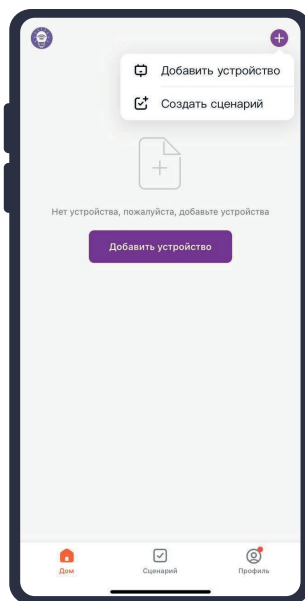 Добавить устройство
Создать сценарий
Нет устройства, пожалуйста, добавьте устройства
Добавить устройство
Дом
Сценарий
Профиль